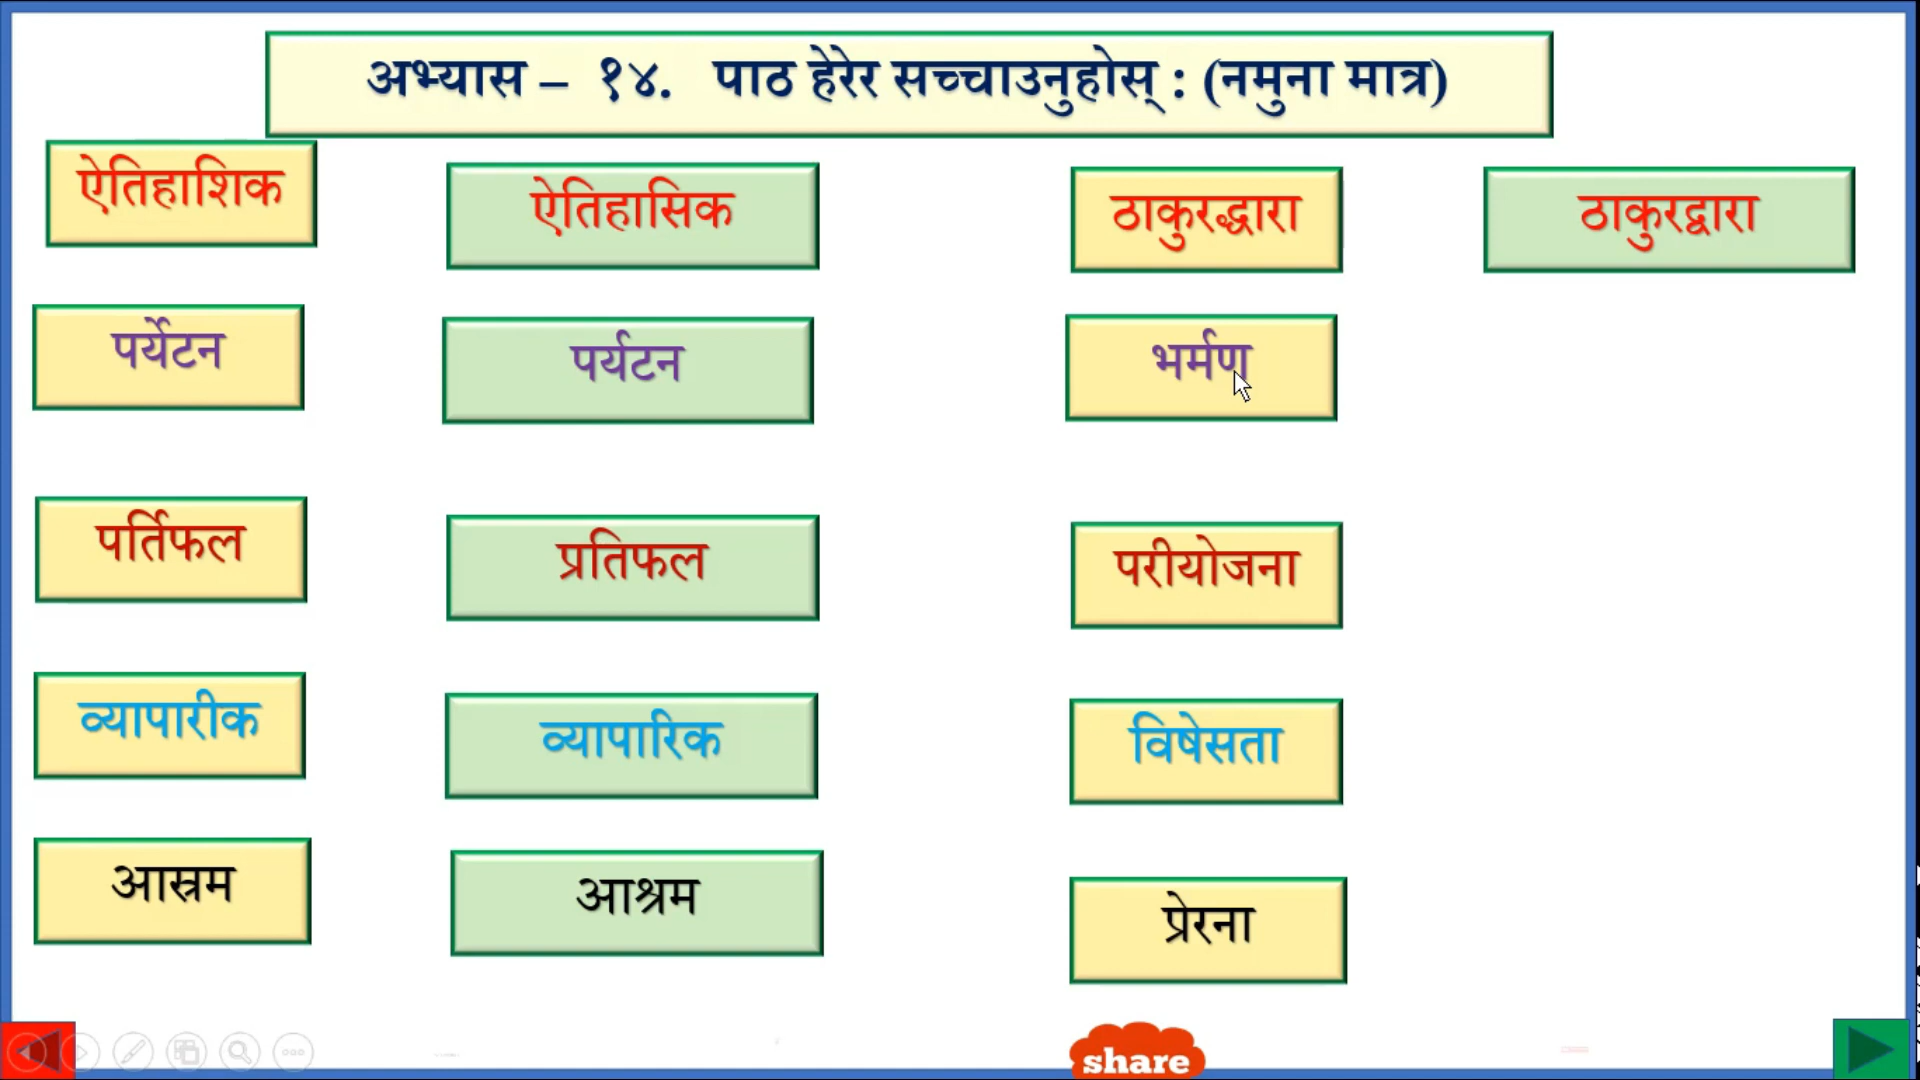 अभ्यास – १४. पाठ हेरेर सच्चाउनुहोस् : (नमुना मात्र)
ऐतिहाशिक ऐतिहासिक ठाकुरद्धारा ठाकुरद्वारा
पर्येटन पर्यटन भर्मण
पर्तिफल प्रतिफल परीयोजना
व्यापारीक व्यापारिक विषेसता
आस्रम आश्रम प्रेरना
share